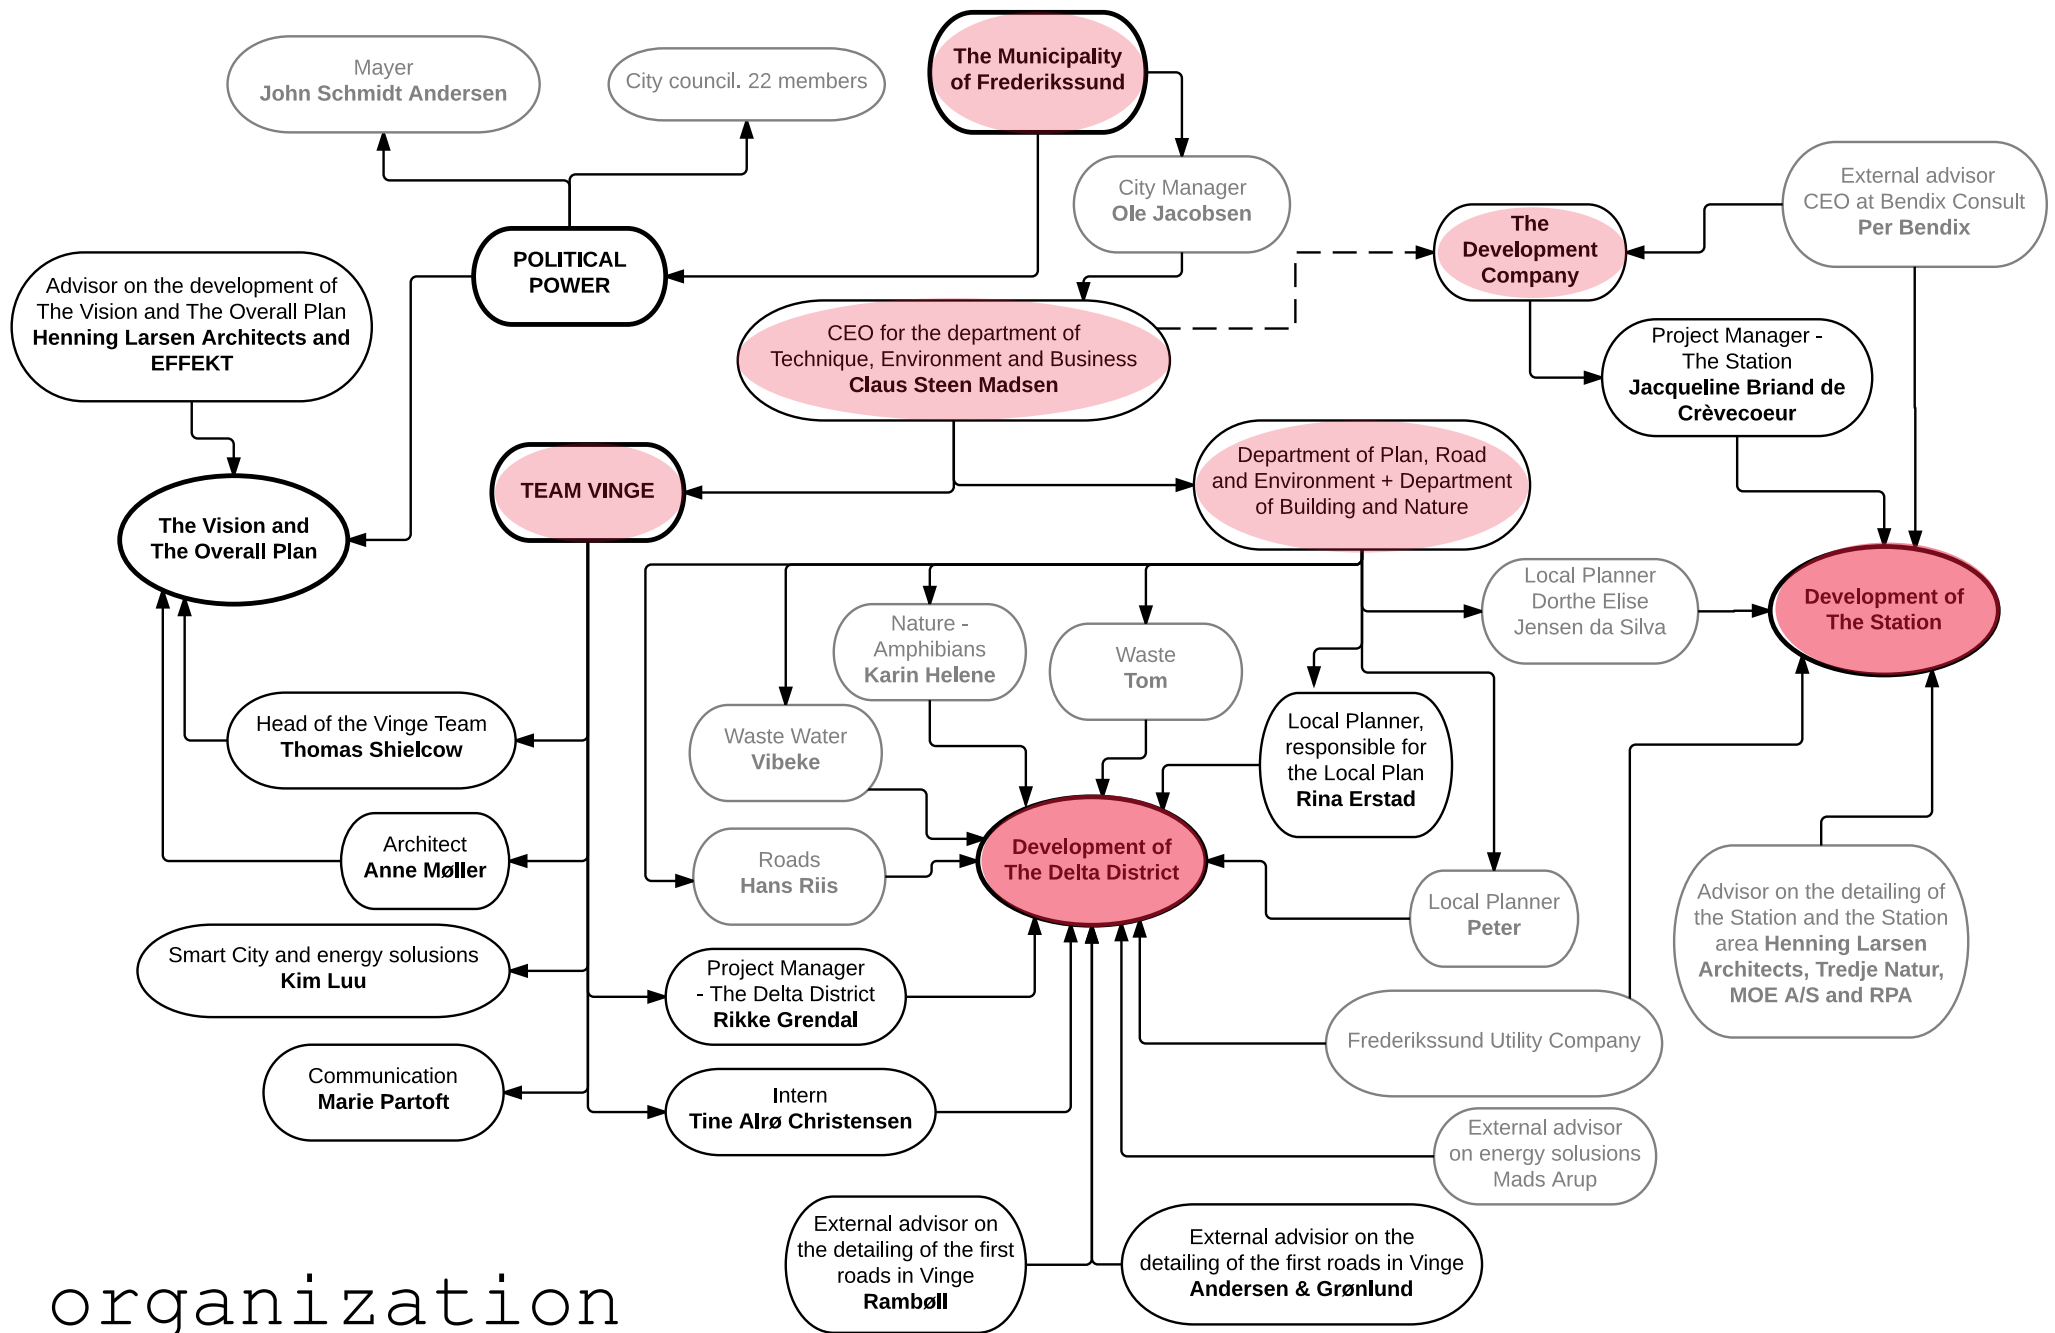 Mayer
John Schmidt Andersen
City council. 22 members
The Municipality
of Frederikssund
City Manager
Ole Jacobsen
External advisor
CEO at Bendix Consult
Per Bendix
The
Development
Company
POLITICAL
POWER
Advisor on the development of
The Vision and The Overall Plan
Henning Larsen Architects and
EFFEKT
CEO for the department of
Technique, Environment and Business
Claus Steen Madsen
Project Manager -
The Station
Jacqueline Briand de
Crèvecoeur
TEAM VINGE
Department of Plan, Road
and Environment + Department
of Building and Nature
The Vision and
The Overall Plan
Local Planner
Dorthe Elise
Jensen da Silva
Development of
The Station
Nature -
Amphibians
Karin Helene
Waste
Tom
Head of the Vinge Team
Thomas Shielcow
Waste Water
Vibeke
Local Planner,
responsible for
the Local Plan
Rina Erstad
Architect
Anne Møller
Roads
Hans Riis
Development of
The Delta District
Local Planner
Peter
Advisor on the detailing of
the Station and the Station
area Henning Larsen
Architects, Tredje Natur,
MOE A/S and RPA
Smart City and energy solusions
Kim Luu
Project Manager
- The Delta District
Rikke Grendal
Frederikssund Utility Company
Communication
Marie Partoft
Intern
Tine Alrø Christensen
External advisor
on energy solusions
Mads Arup
External advisor on
the detailing of the first
roads in Vinge
Rambøll
External advisior on the
detailing of the first roads in Vinge
Andersen & Grønlund
organization